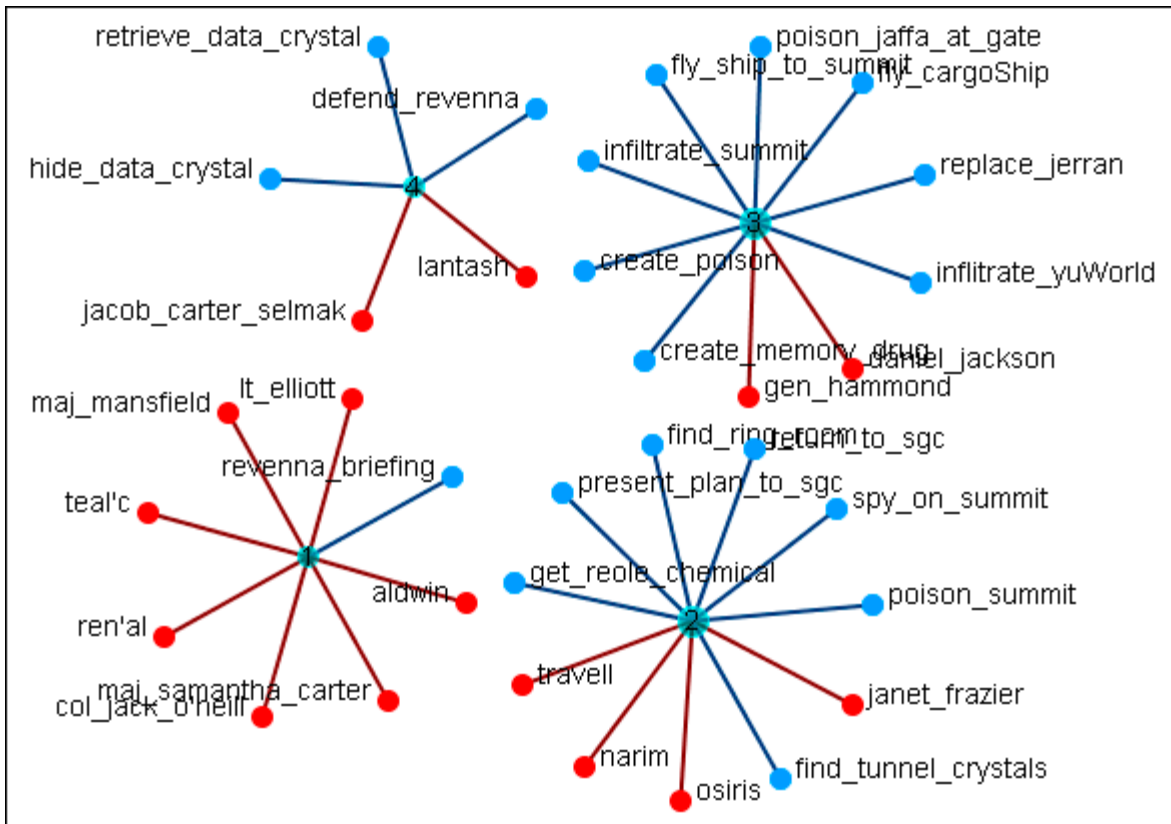 retrieve_data_crystal
defend_revenna
hide_data_crystal
4
lantash
jacob_carter_selmak
poison_jaffa_at_gate
fly_ship_to_summit
fly_cargoShip
infiltrate_summit
replace_jerran
3
create_poison
inflitrate_yuWorld
create_memory_drug
daniel_jackson
gen_hammond
lt_elliott
maj_mansfield
revenna_briefing
teal'c
1
aldwin
ren'al
maj_samantha_carter
col_jack_o'neill
find_ring_room
return_to_sgc
present_plan_to_sgc
spy_on_summit
get_reole_chemical
poison_summit
2
travell
janet_frazier
narim
find_tunnel_crystals
osiris